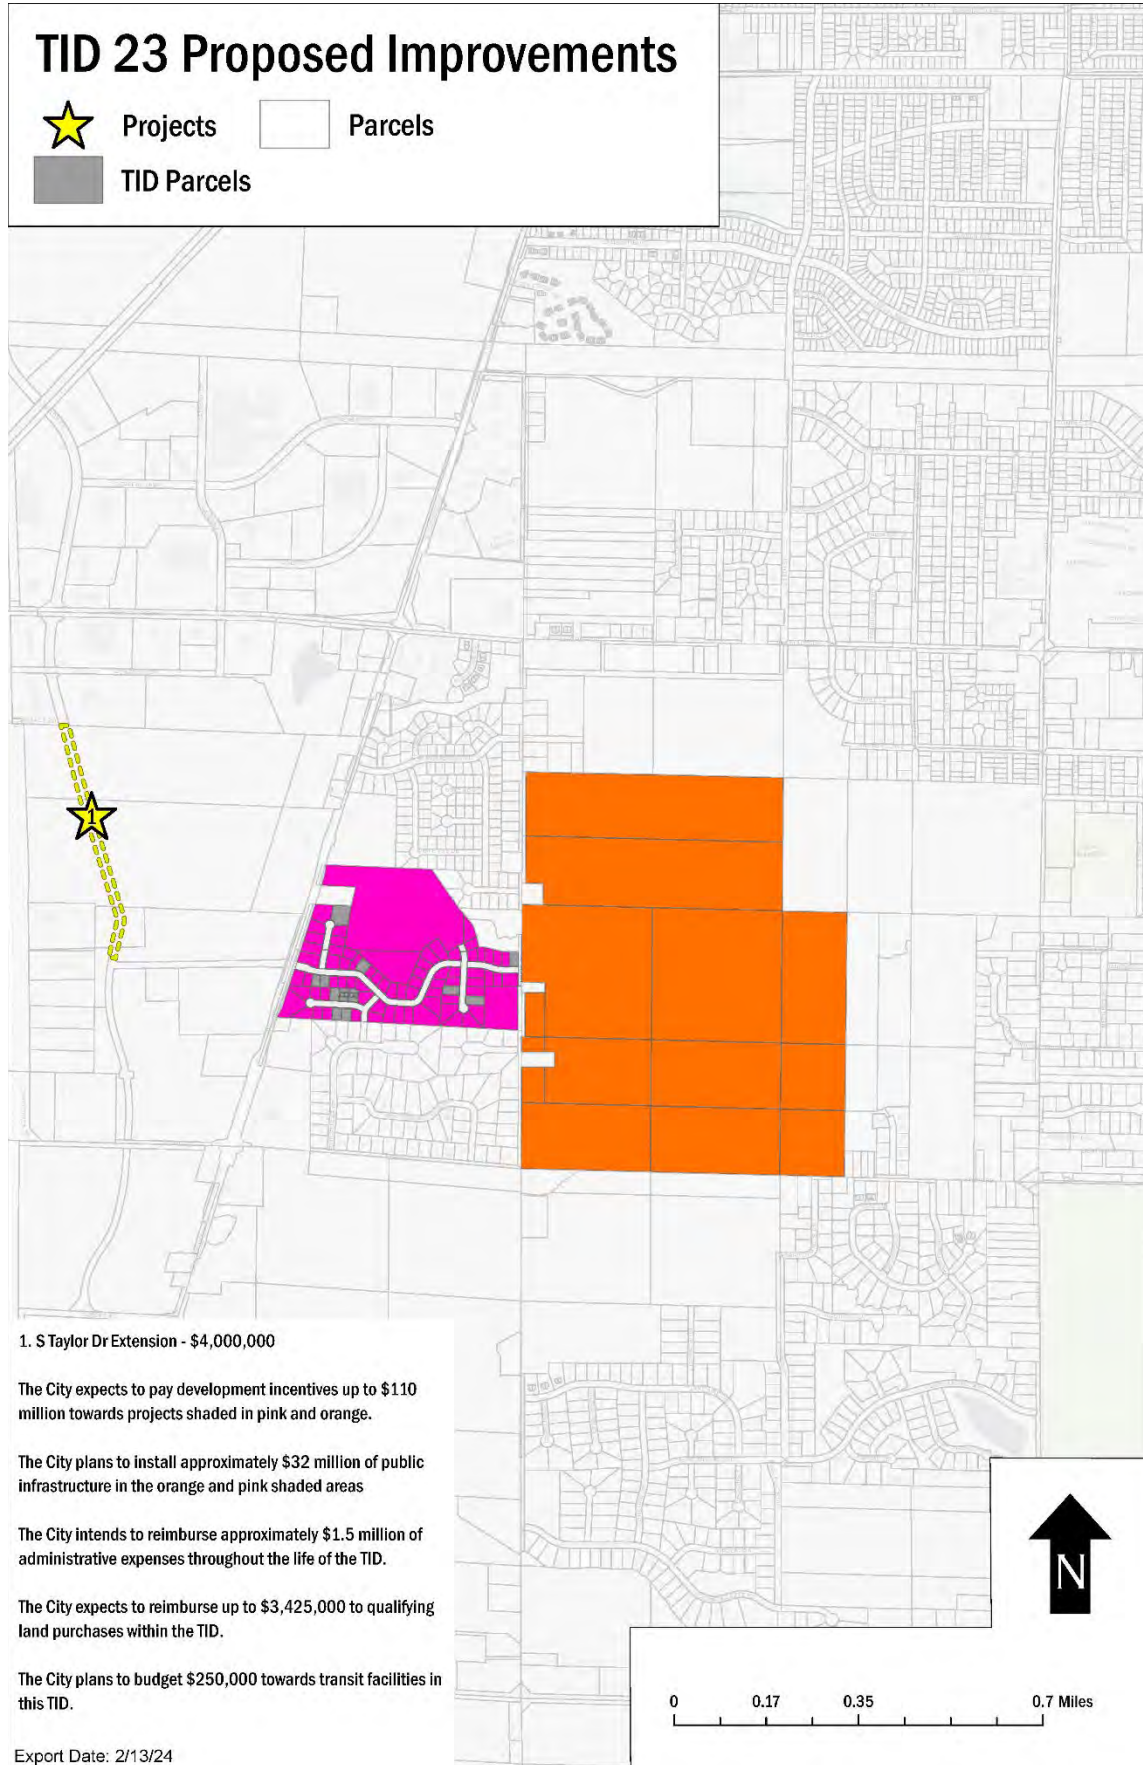 TID 23 Proposed Improvements
Projects
Parcels
TID Parcels
1
1. S Taylor Dr Extension - $4,000,000
The City expects to pay development incentives up to $110
million towards projects shaded in pink and orange.
The City plans to install approximately $32 million of public
infrastructure in the orange and pink shaded areas
The City intends to reimburse approximately $1.5 million of
administrative expenses throughout the life of the TID.
The City expects to reimburse up to $3,425,000 to qualifying
land purchases within the TID.
The City plans to budget $250,000 towards transit facilities in
this TID.
Export Date: 2/13/24
N
0 0.17 0.35 0.7 Miles